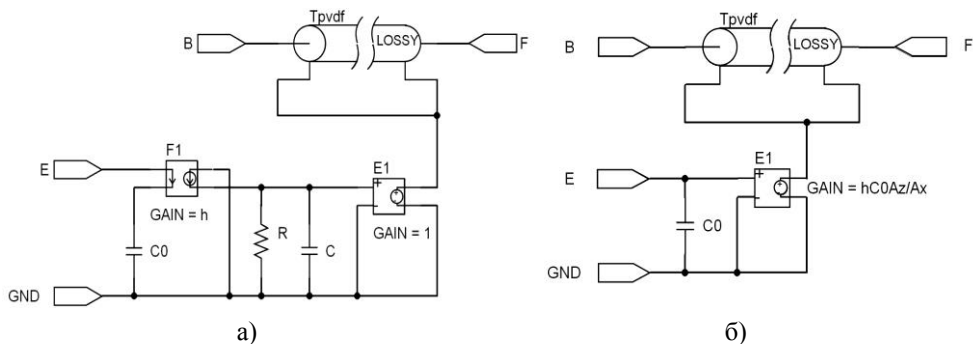 Tpvdf
B
LOSSY
F
E
F1
GAIN = h
C0
R
C
E1
GAIN = 1
GND
а)
Tpvdf
B
LOSSY
F
E
E1
GAIN = hC0Az/Ax
C0
GND
б)